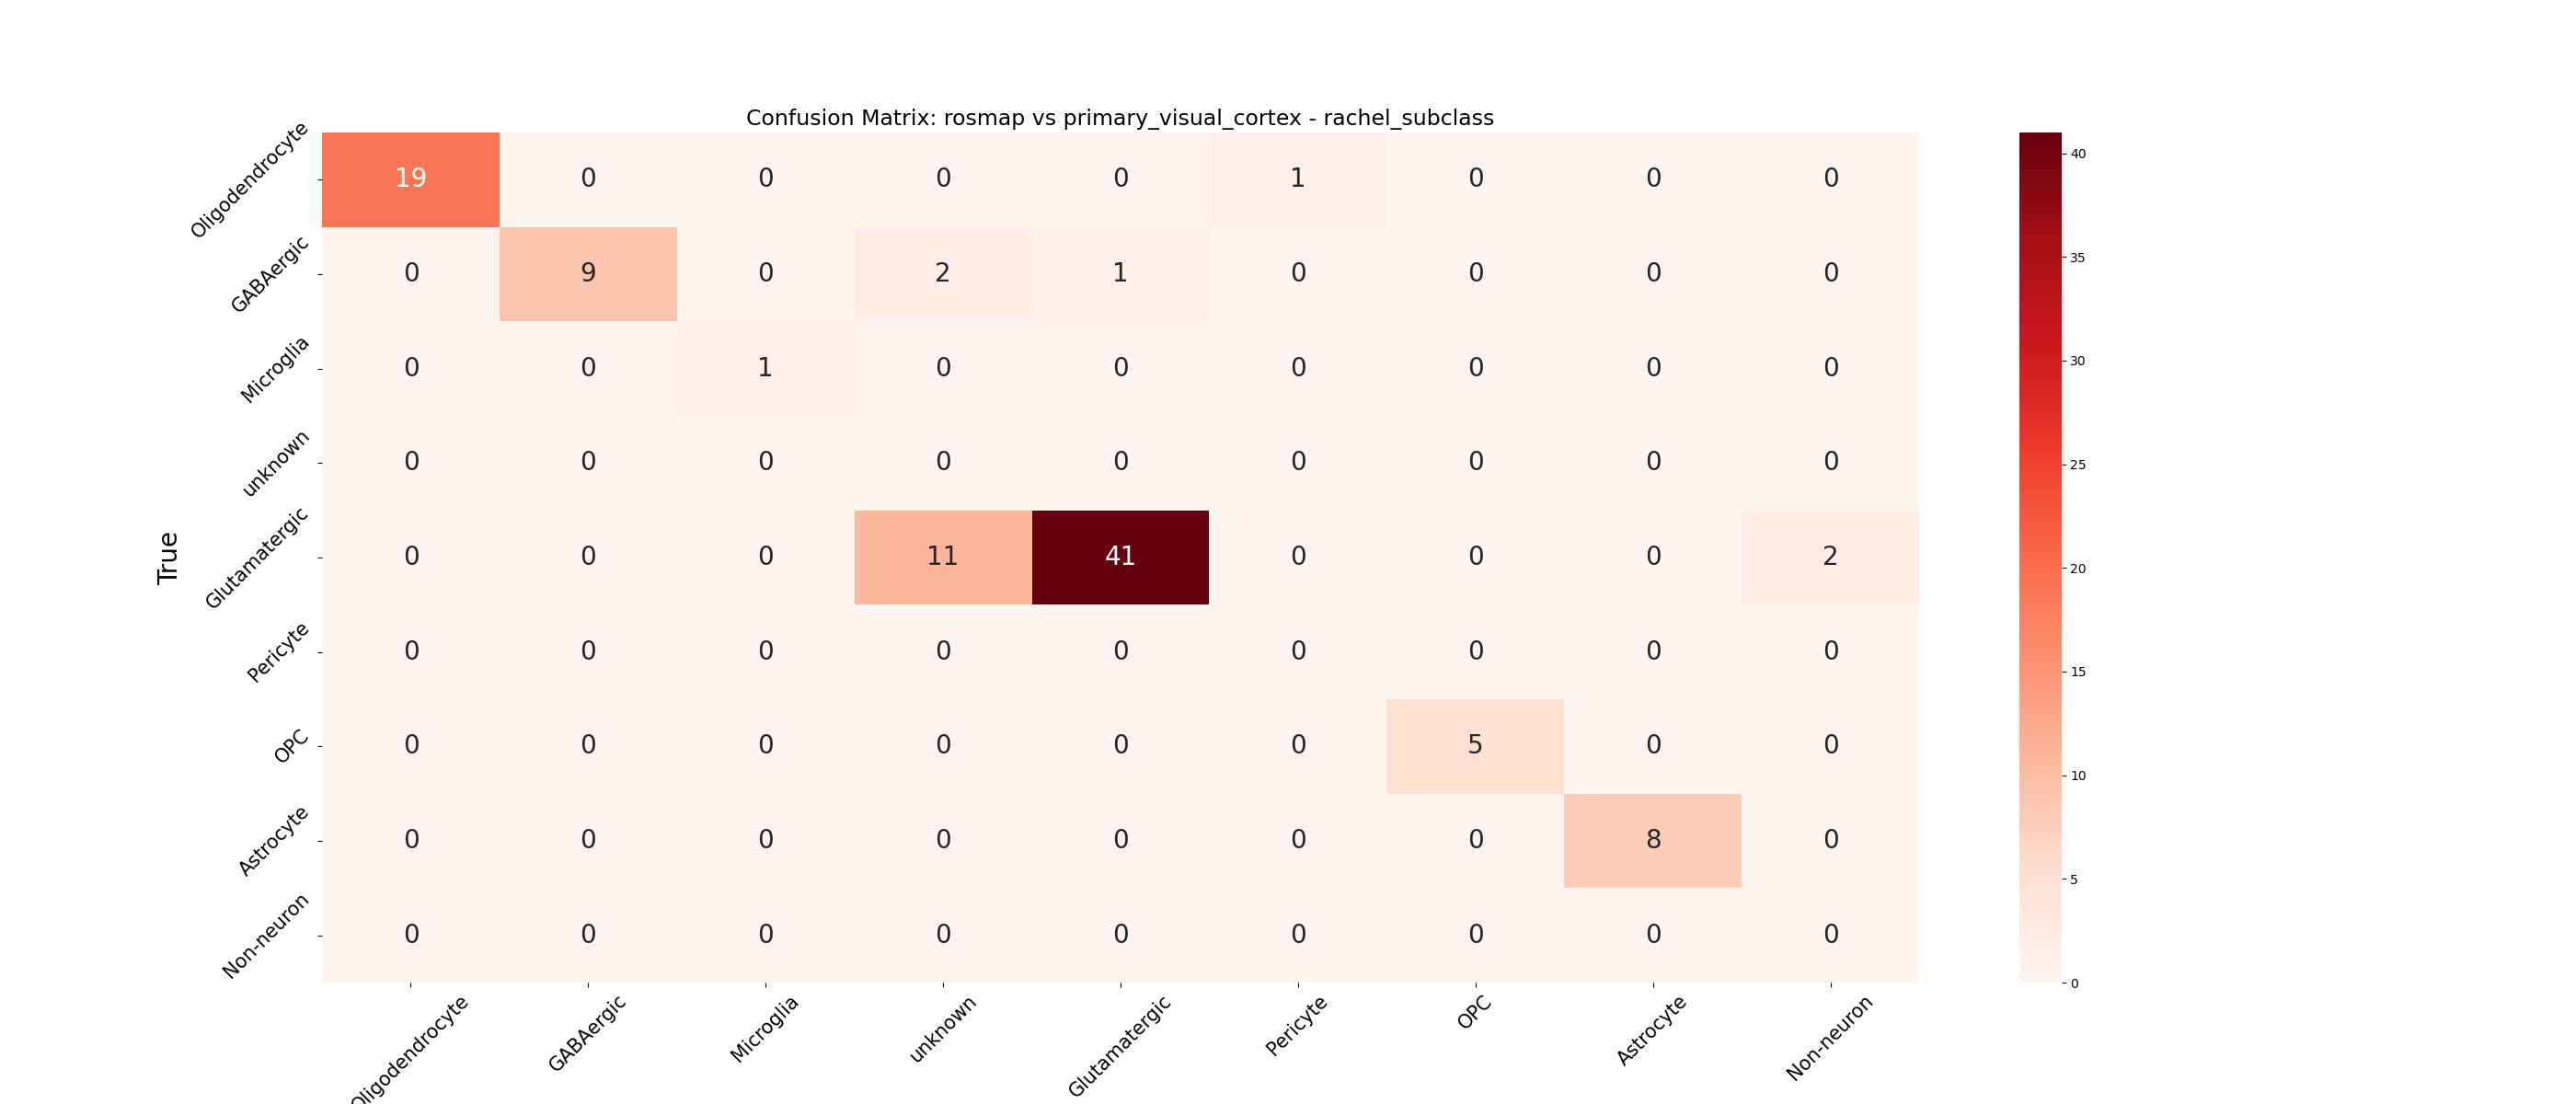 Confusion Matrix: rosmap vs primary_visual_cortex - rachel_subclass
True
Oligodendrocyte 19 0 0 0 0 1 0 0 0
GABAergic 0 9 0 2 1 0 0 0 0
Microglia 0 0 1 0 0 0 0 0 0
unknown 0 0 0 0 0 0 0 0 0
Glutamatergic 0 0 0 11 41 0 0 0 2
Pericyte 0 0 0 0 0 0 0 0 0
OPC 0 0 0 0 0 0 5 0 0
Astrocyte 0 0 0 0 0 0 0 8 0
Non-neuron 0 0 0 0 0 0 0 0 0
Oligodendrocyte GABAergic Microglia unknown Glutamatergic Pericyte OPC Astrocyte Non-neuron
40
35
30
25
20
15
10
5
0